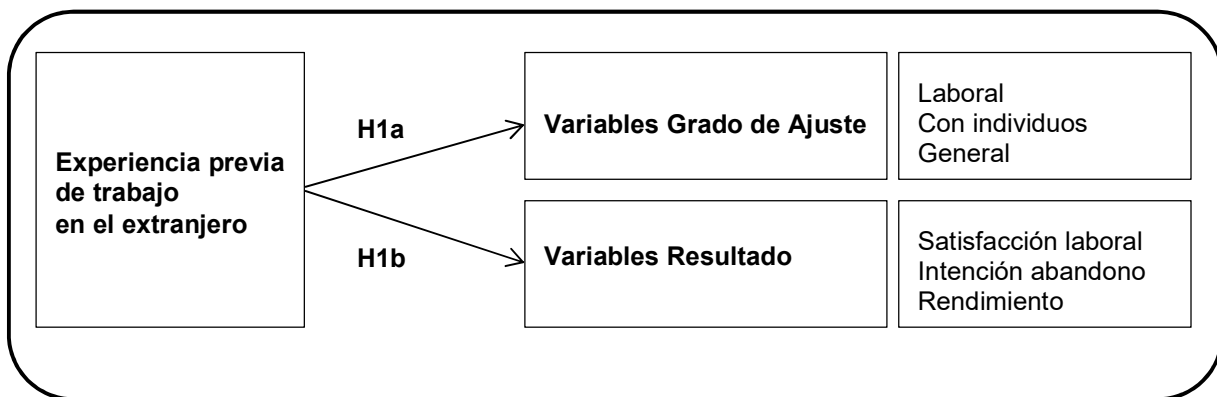 Experiencia previa
de trabajo
en el extranjero
H1a
H1b
Variables Grado de Ajuste
Laboral
Con individuos
General
Variables Resultado
Satisfacción laboral
Intención abandono
Rendimiento